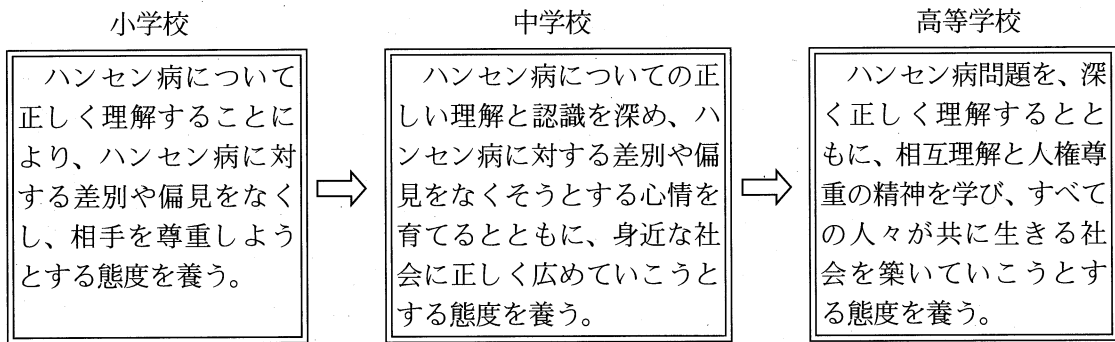 小学校
ハンセン病について
正しく理解することに
より、ハンセン病に対
する差別や偏見をなく
し、相手を尊重しよう
とする態度を養う。
中学校
ハンセン病についての正
しい理解と認識を深め、ハ
ンセン病に対する差別や偏
見をなくそうとする心情を
育てるとともに、身近な社
会に正しく広めていこうと
する態度を養う。
高等学校
ハンセン病問題を、深
く正しく理解するとと
もに、相互理解と人権尊
重の精神を学び、すべて
の人々が共に生きる社
会を築いていこうとす
る態度を養う。